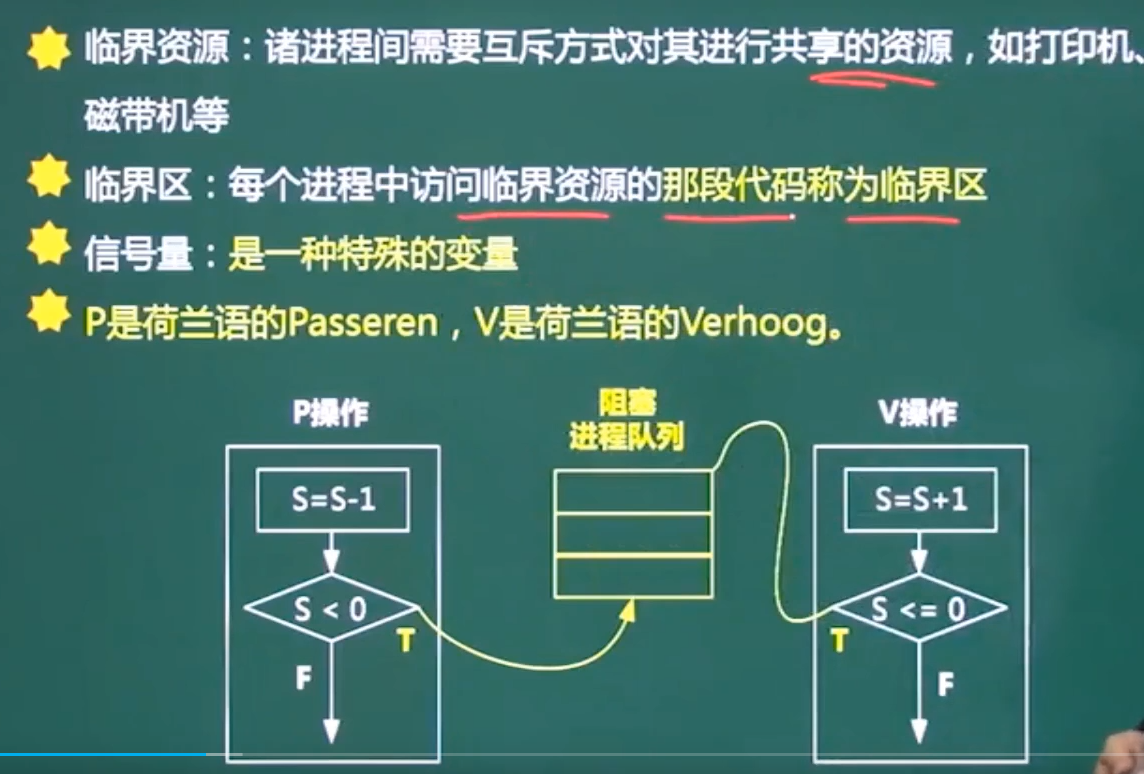 临界资源：诸进程间需要互斥方式对其进行共享的资源，如打印机、
磁带机等
临界区：每个进程中访问临界资源的那段代码称为临界区
信号量：是一种特殊的变量
P是荷兰语的Passeren，V是荷兰语的Verhoog。
P操作
阻塞
进程队列
V操作
S=S-1
S=S+1
S < 0
S <= 0
T
T
F
F